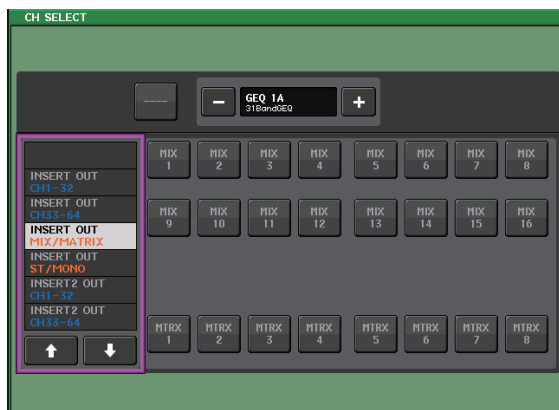 CH SELECT
----
−
GEQ 1A
31BandGEQ
+
INSERT OUT
CH1-32
INSERT OUT
CH33-64
INSERT OUT
MIX/MATRIX
INSERT OUT
ST/MONO
INSERT2 OUT
CH1-32
INSERT2 OUT
CH33-64
MIX 1 MIX 2 MIX 3 MIX 4 MIX 5 MIX 6 MIX 7 MIX 8
MIX 9 MIX 10 MIX 11 MIX 12 MIX 13 MIX 14 MIX 15 MIX 16
MTRX 1 MTRX 2 MTRX 3 MTRX 4 MTRX 5 MTRX 6 MTRX 7 MTRX 8